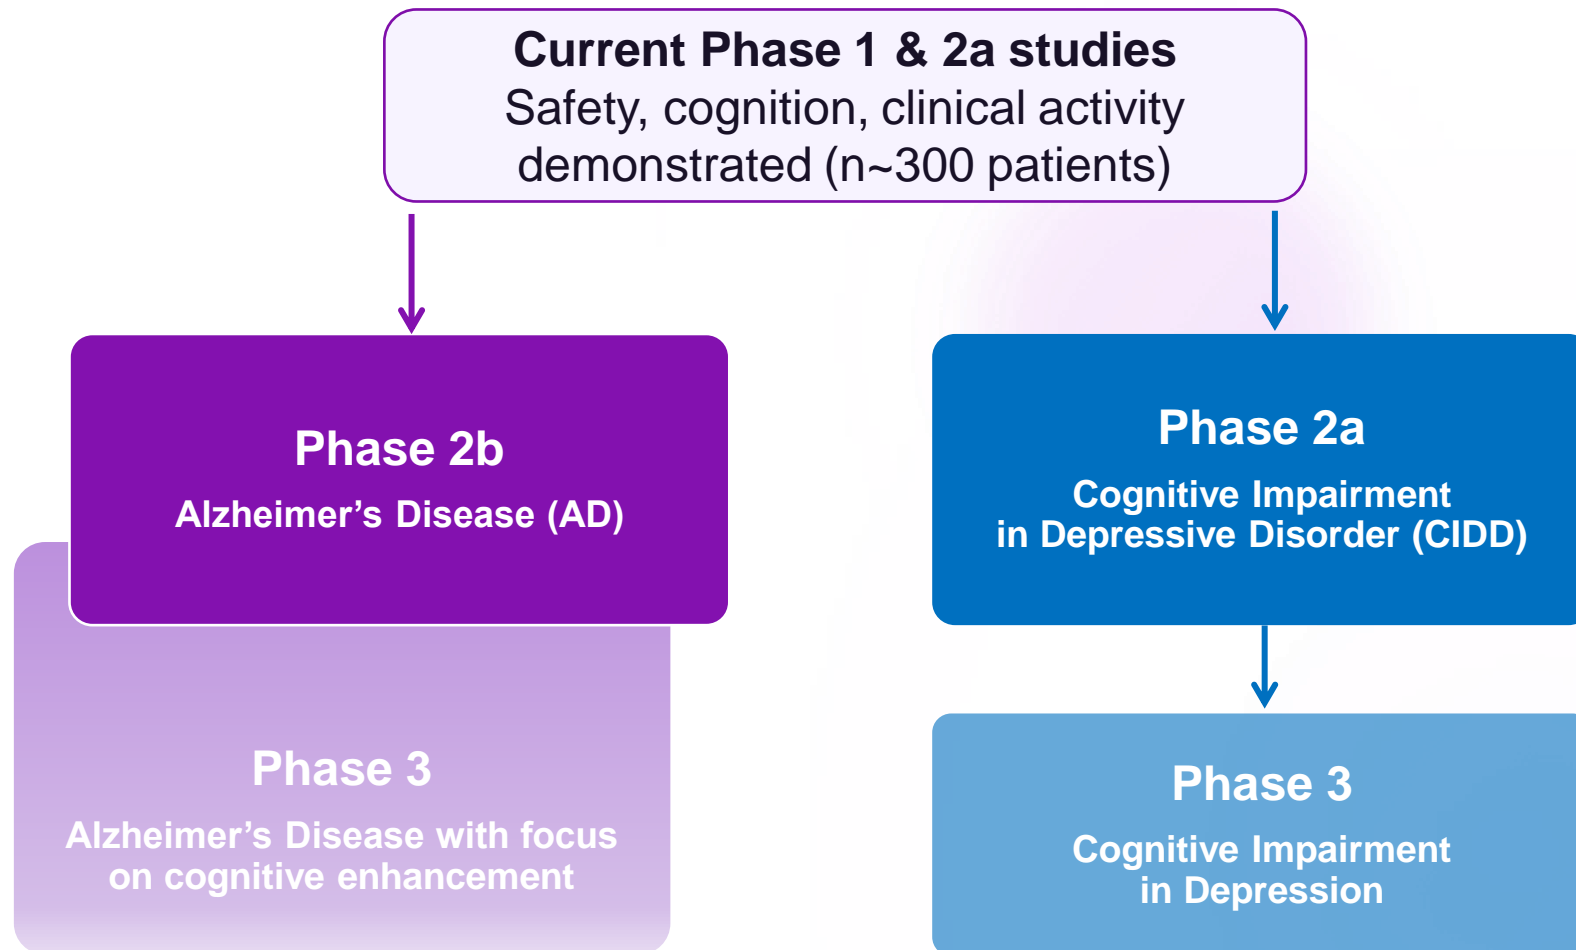 Current Phase 1 & 2a studies
Safety, cognition, clinical activity
demonstrated (n~300 patients)
Phase 2b
Alzheimer’s Disease (AD)
Phase 3
Alzheimer’s Disease with focus
on cognitive enhancement
Phase 2a
Cognitive Impairment
in Depressive Disorder (CIDD)
Phase 3
Cognitive Impairment
in Depression